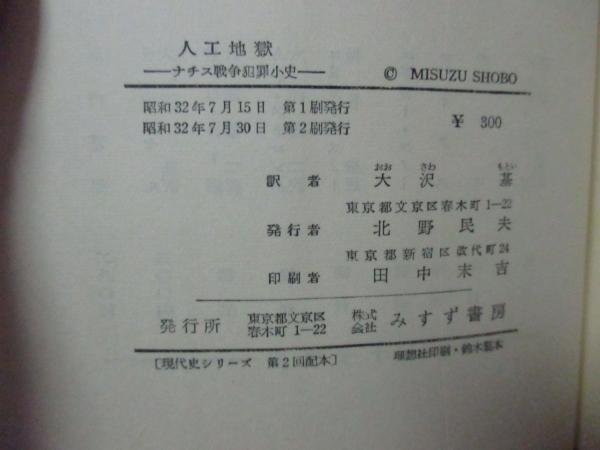 人工地獄
——ナチス戦争犯罪小史——
© MISUZU SHOBO
昭和32年7月15日 第1刷発行
昭和32年7月30日 第2刷発行
¥ 300
おお さわ もとい
訳者 大沢 基
東京都文京区春木町1—22
発行者 北野民夫
東京都新宿区改代町24
印刷者 田中末吉
発行所 東京都文京区春木町1—22 株式会社 みすず書房
〔現代史シリーズ 第2回配本〕
理想社印刷・鈴木製本